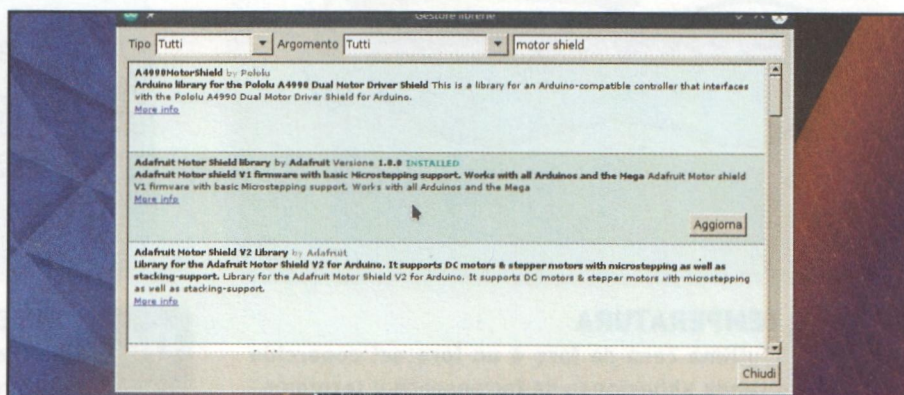 Gestore librerie
Tipo Tutti Argomento Tutti motor shield
A4990MotorShield by Pololu
Arduino library for the Pololu A4990 Dual Motor Driver Shield This is a library for an Arduino-compatible controller that interfaces
with the Pololu A4990 Dual Motor Driver Shield for Arduino.
More info
Adafruit Motor Shield library by Adafruit Versione 1.0.0 INSTALLED
Adafruit Motor shield V1 firmware with basic Microstepping support. Works with all Arduinos and the Mega Adafruit Motor shield
V1 firmware with basic Microstepping support. Works with all Arduinos and the Mega
More info
Aggiorna
Adafruit Motor Shield V2 Library by Adafruit
Library for the Adafruit Motor Shield V2 for Arduino. It supports DC motors & stepper motors with microstepping as well as
stacking-support. Library for the Adafruit Motor Shield V2 for Arduino. It supports DC motors & stepper motors with microstepping
as well as stacking-support.
More info
Chiudi